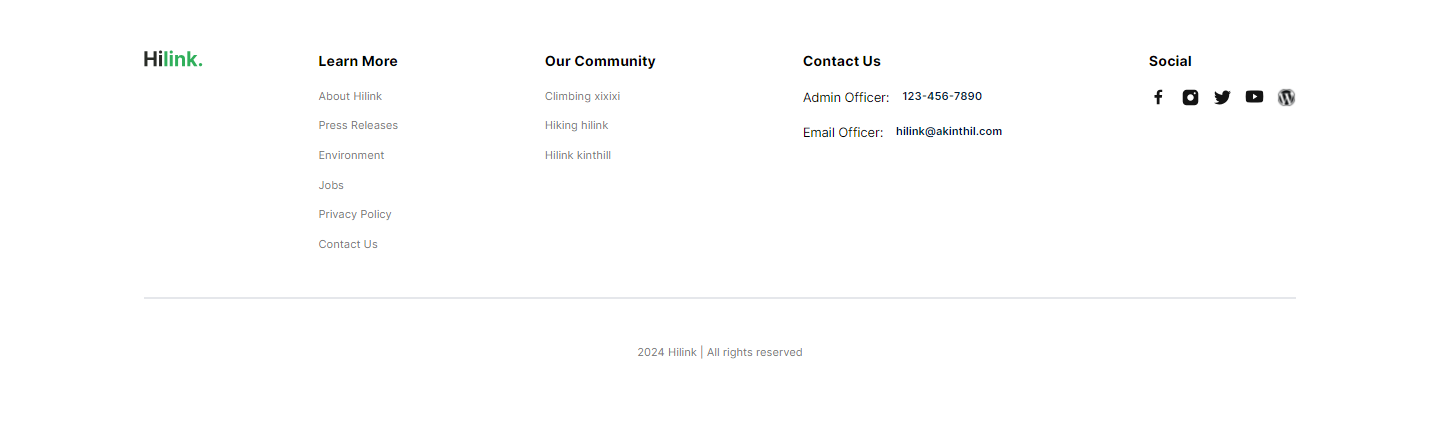 Hilink.
Learn More
About Hilink
Press Releases
Environment
Jobs
Privacy Policy
Contact Us
Our Community
Climbing xixixi
Hiking hilink
Hilink kinthill
Contact Us
Admin Officer: 123-456-7890
Email Officer: hilink@akinthil.com
Social
2024 Hilink | All rights reserved